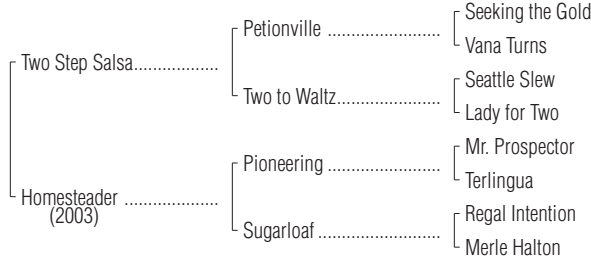 Seeking the Gold
Petionville ......................
Vana Turns
Two Step Salsa.................
Seattle Slew
Two to Waltz....................
Lady for Two
Mr. Prospector
Pioneering ......................
Terlingua
Homesteader ...................
(2003)
Regal Intention
Sugarloaf ........................
Merle Halton